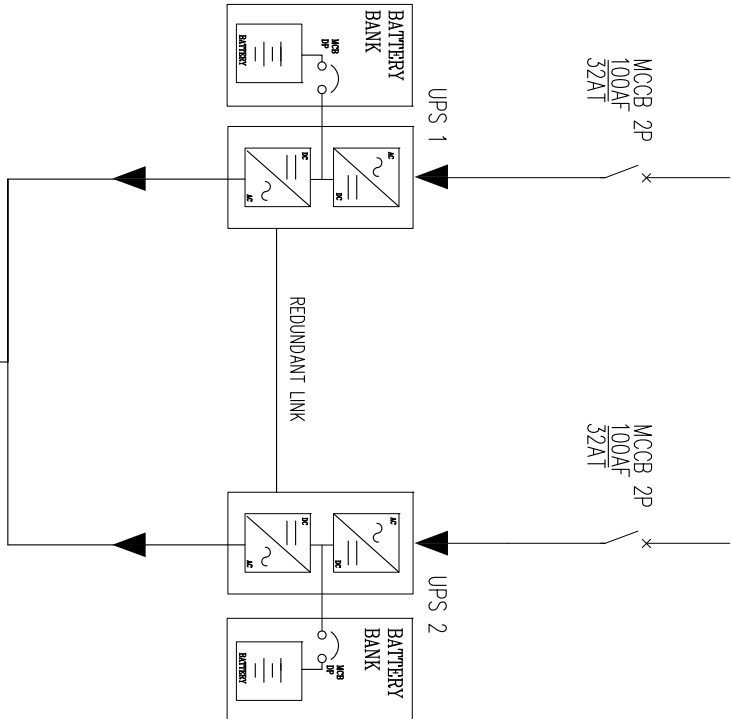 MCCB 2P
100AF
32AT
MCCB 2P
100AF
32AT
UPS 1
BATTERY
BANK
MCB
DP
BATTERY
AC
DC
DC
AC
REDUNDANT LINK
UPS 2
AC
DC
DC
AC
BATTERY
BANK
MCB
DP
BATTERY